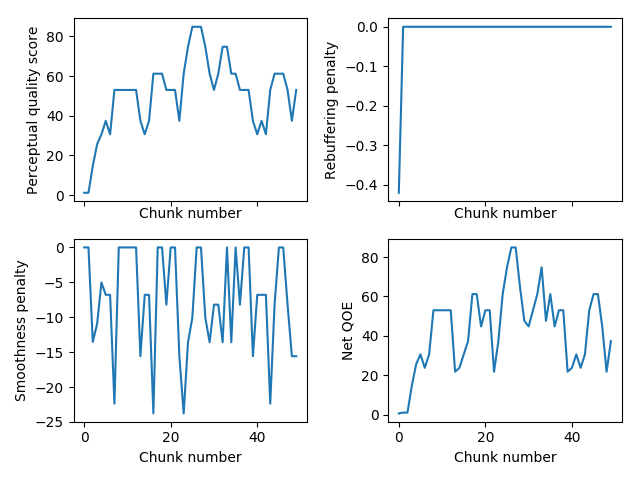 Perceptual quality score
80
60
40
20
0
Chunk number
Rebuffering penalty
0.0
−0.1
−0.2
−0.3
−0.4
Chunk number
Smoothness penalty
0
−5
−10
−15
−20
−25
0 20 40
Chunk number
Net QOE
80
60
40
20
0
0 20 40
Chunk number